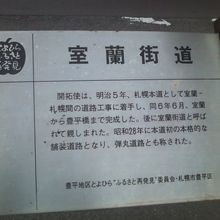 とよひら
ふるさと
再発見
室蘭街道
開拓使は、明治5年、札幌本道として室蘭－
札幌間の道路工事に着手し、同6年6月、室蘭
から豊平橋まで完成した。後に室蘭街道と呼ば
れて親しまれた。昭和28年に本道初の本格的な
舗装道路となり、弾丸道路とも称された。
豊平地区とよひら“ふるさと再発見”委員会・札幌市豊平区